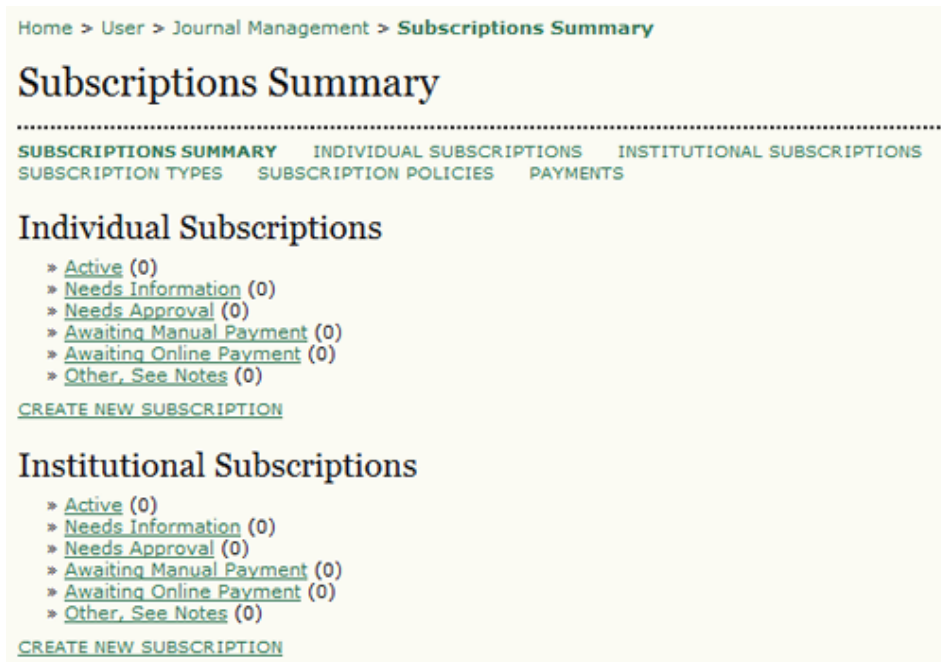 Home > User > Journal Management > Subscriptions Summary
Subscriptions Summary
SUBSCRIPTIONS SUMMARY INDIVIDUAL SUBSCRIPTIONS INSTITUTIONAL SUBSCRIPTIONS
SUBSCRIPTION TYPES SUBSCRIPTION POLICIES PAYMENTS
Individual Subscriptions
» Active (0)
» Needs Information (0)
» Needs Approval (0)
» Awaiting Manual Payment (0)
» Awaiting Online Payment (0)
» Other, See Notes (0)
CREATE NEW SUBSCRIPTION
Institutional Subscriptions
» Active (0)
» Needs Information (0)
» Needs Approval (0)
» Awaiting Manual Payment (0)
» Awaiting Online Payment (0)
» Other, See Notes (0)
CREATE NEW SUBSCRIPTION